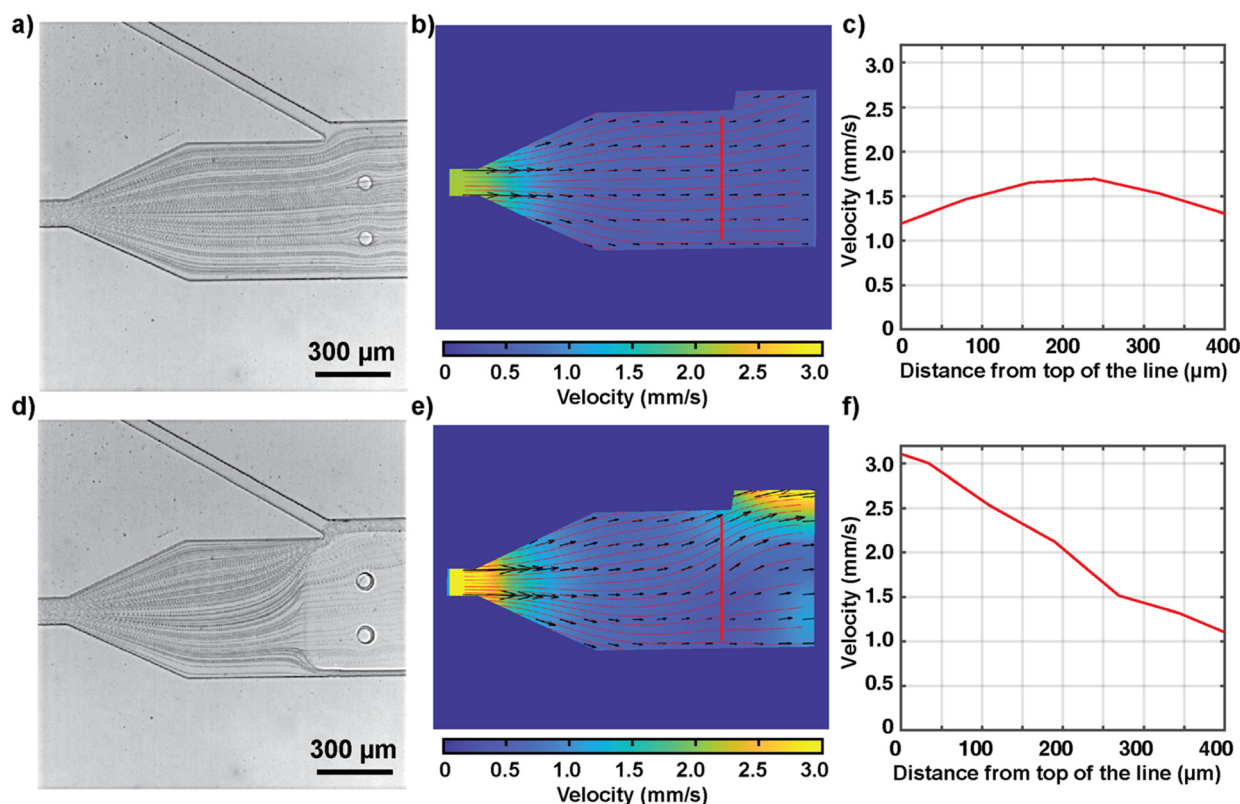 a)
300 µm
b)
0 0.5 1.0 1.5 2.0 2.5 3.0
Velocity (mm/s)
c)
Velocity (mm/s)
3.0
2.5
2.0
1.5
1.0
0.5
0
0 100 200 300 400
Distance from top of the line (µm)
d)
300 µm
e)
0 0.5 1.0 1.5 2.0 2.5 3.0
Velocity (mm/s)
f)
Velocity (mm/s)
3.0
2.5
2.0
1.5
1.0
0.5
0
0 100 200 300 400
Distance from top of the line (µm)